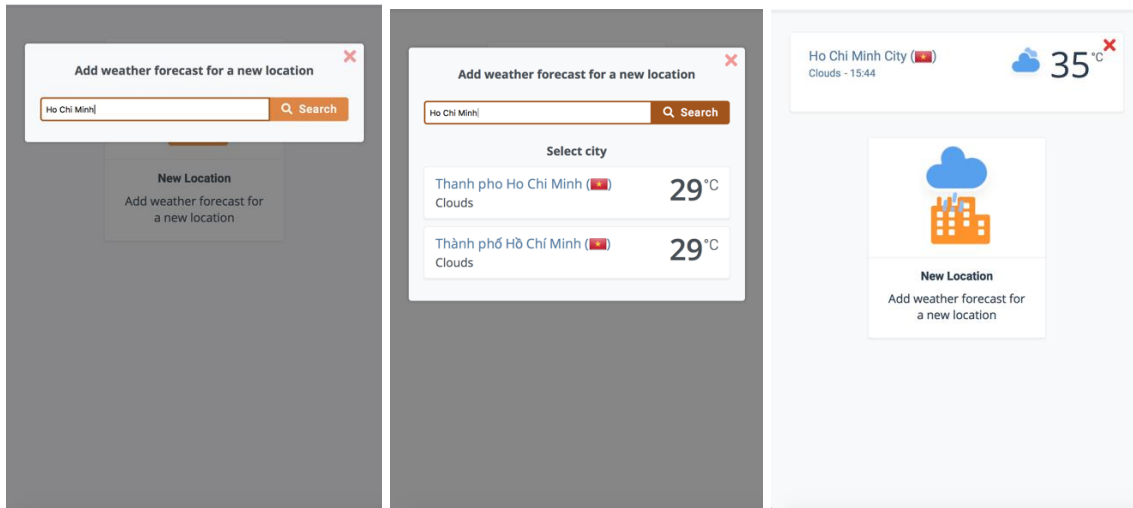 Add weather forecast for a new location
Ho Chi Minh
Search
New Location
Add weather forecast for
a new location
Add weather forecast for a new location
Ho Chi Minh
Search
Select city
Thanh pho Ho Chi Minh (🇻🇳)
Clouds
29°C
Thành phố Hồ Chí Minh (🇻🇳)
Clouds
29°C
Ho Chi Minh City (🇻🇳)
Clouds - 15:44
35°C
New Location
Add weather forecast for
a new location